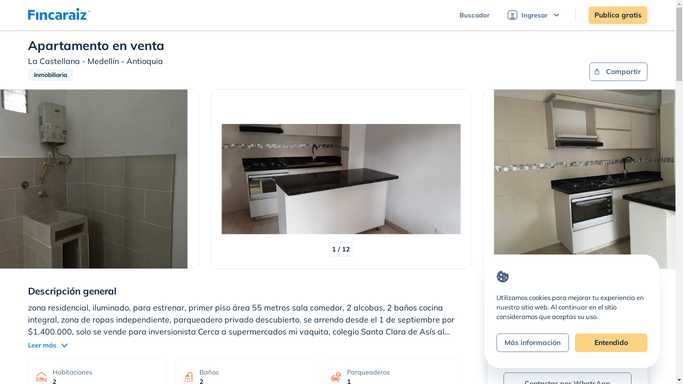 Fincaraiz
Buscador
Ingresar
Publica gratis
Apartamento en venta
La Castellana - Medellín - Antioquia
Inmobiliaria
Compartir
1 / 12
Descripción general
zona residencial, iluminado, para estrenar, primer piso área 55 metros sala comedor, 2 alcobas, 2 baños cocina
integral, zona de ropas independiente, parqueadero privado descubierto, se arrendo desde el 1 de septiembre por
$1.400.000, solo se vende para inversionista Cerca a supermercados mi vaquita, colegio Santa Clara de Asís al...
Leer más
Habitaciones
2
Baños
2
Parqueaderos
1
Utilizamos cookies para mejorar tu experiencia en
nuestro sitio web. Al continuar en el sitio
consideramos que aceptas su uso.
Más información
Entendido
Contactar por WhatsApp